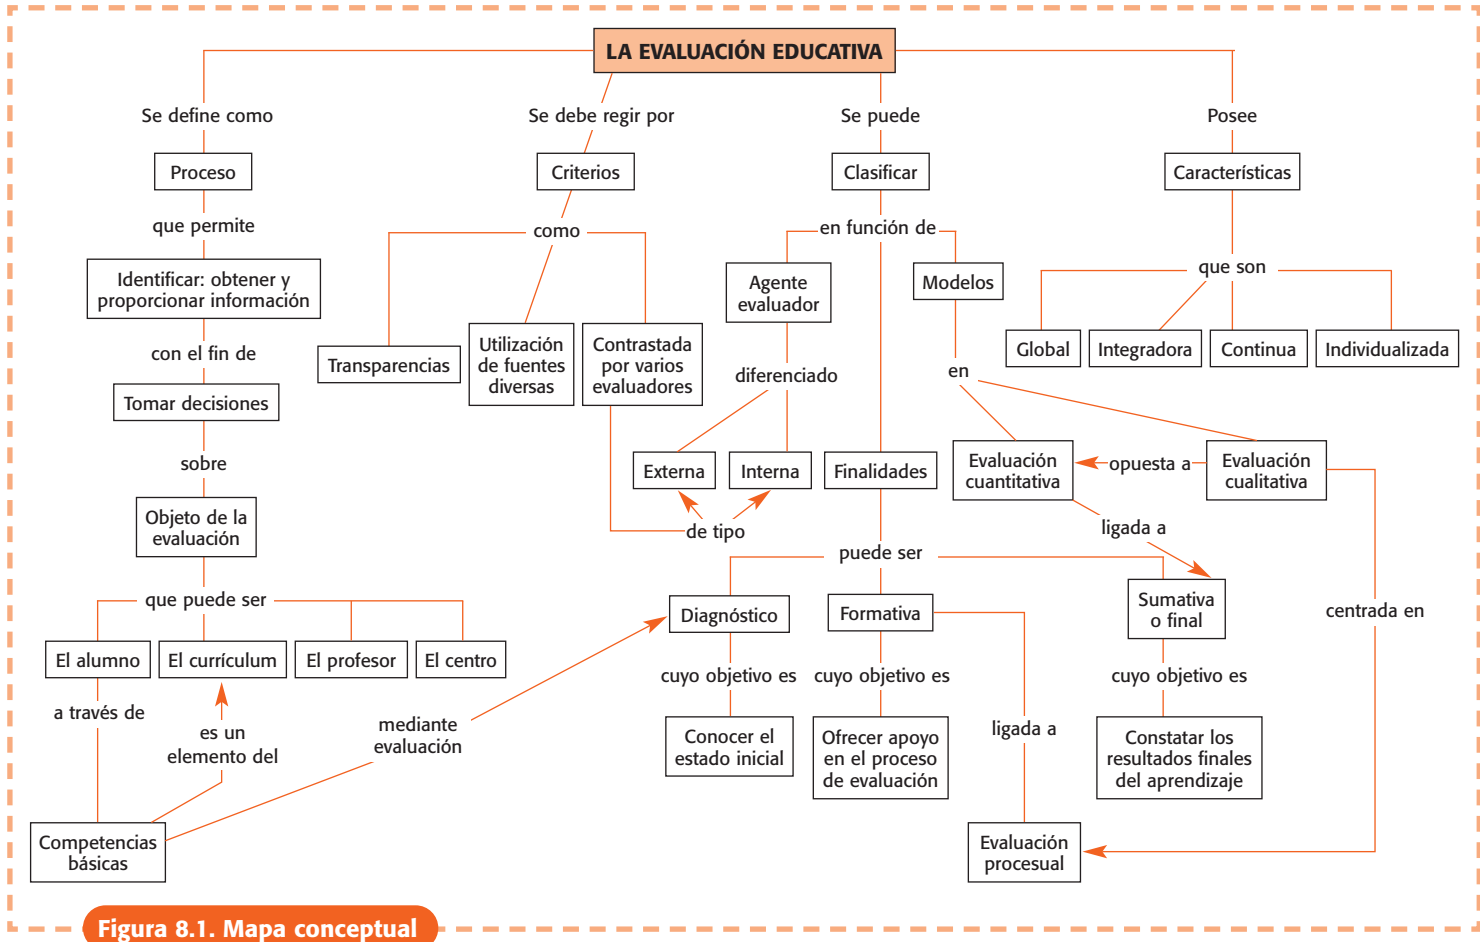 LA EVALUACIÓN EDUCATIVA
Se define como
Se debe regir por
Se puede
Posee
Proceso
Criterios
Clasificar
Características
que permite
como
en función de
que son
Identificar: obtener y
proporcionar información
Agente
evaluador
Modelos
Global
Integradora
Continua
Individualizada
con el fin de
Transparencias
Utilización
de fuentes
diversas
Contrastada
por varios
evaluadores
diferenciado
en
Tomar decisiones
sobre
Externa
Interna
Finalidades
Evaluación
cuantitativa
opuesta a
Evaluación
cualitativa
Objeto de la
evaluación
de tipo
ligada a
puede ser
que puede ser
Diagnóstico
Formativa
Sumativa
o final
centrada en
El alumno
El currículum
El profesor
El centro
cuyo objetivo es
cuyo objetivo es
cuyo objetivo es
a través de
es un
elemento del
mediante
evaluación
Conocer el
estado inicial
Ofrecer apoyo
en el proceso
de evaluación
ligada a
Constatar los
resultados finales
del aprendizaje
Competencias
básicas
Evaluación
procesual
Figura 8.1. Mapa conceptual